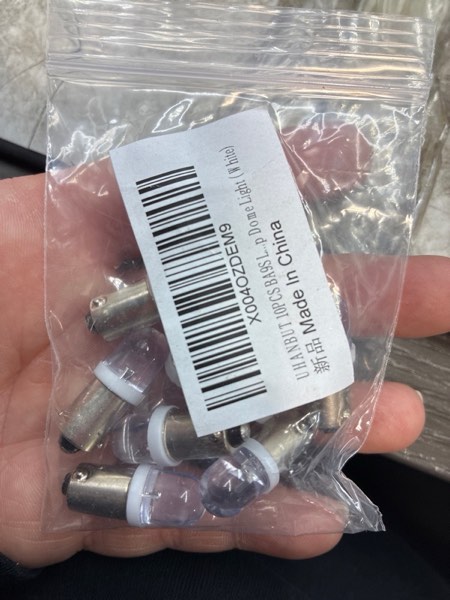 X004OZDEM9
UHANBUT 10PCS BA9S L...p Dome Light (White)
新品 Made In China